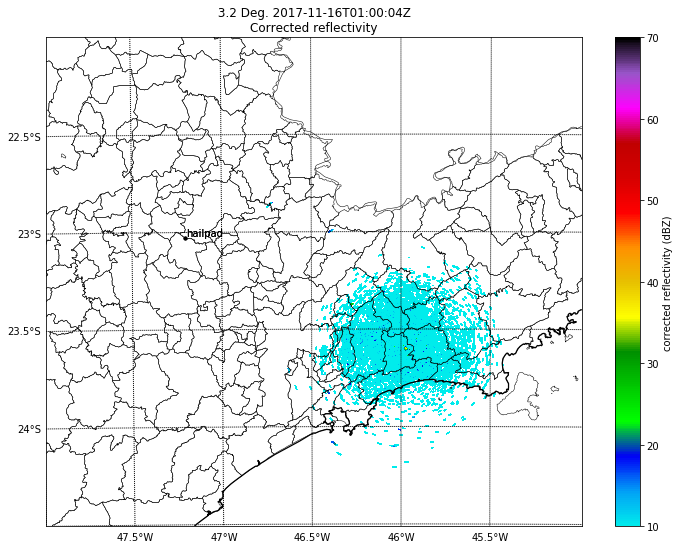 3.2 Deg. 2017-11-16T01:00:04Z
Corrected reflectivity
22.5°S
23°S
23.5°S
24°S
hailpad
47.5°W
47°W
46.5°W
46°W
45.5°W
70
60
50
40
30
20
10
corrected reflectivity (dBZ)